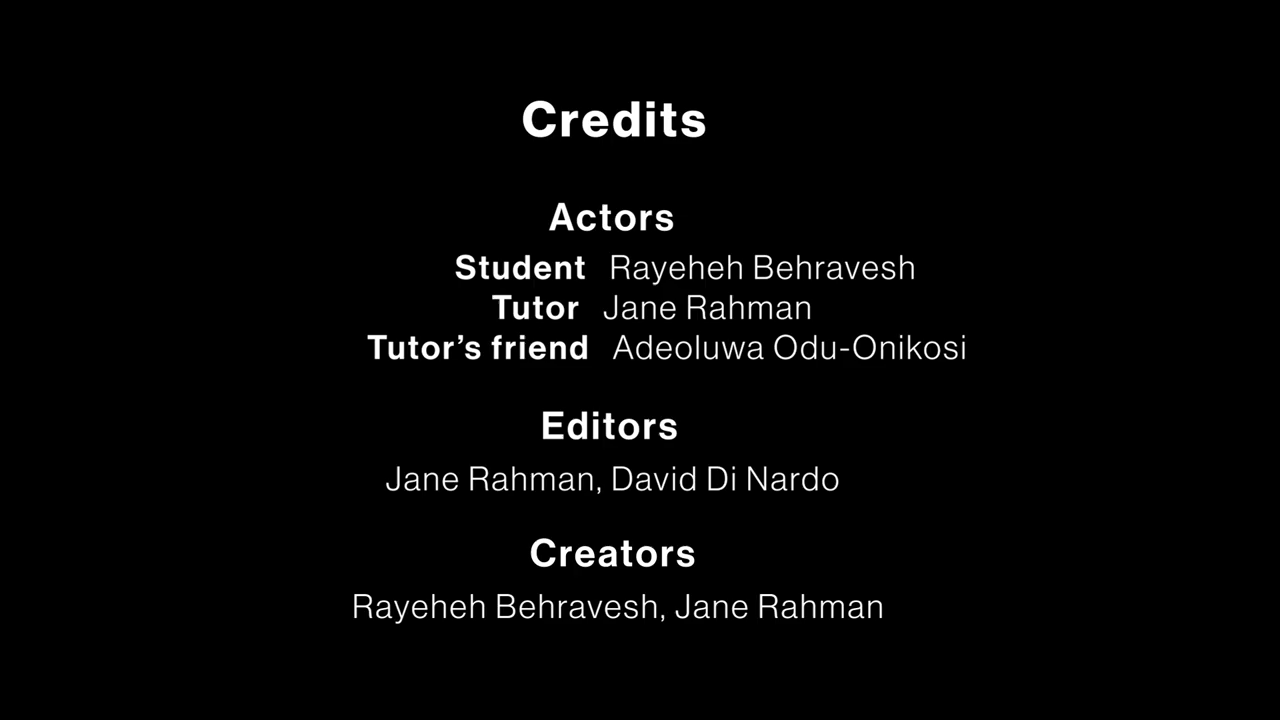 Credits
Actors
Student Rayeheh Behravesh
Tutor Jane Rahman
Tutor’s friend Adeoluwa Odu-Onikosi
Editors
Jane Rahman, David Di Nardo
Creators
Rayeheh Behravesh, Jane Rahman